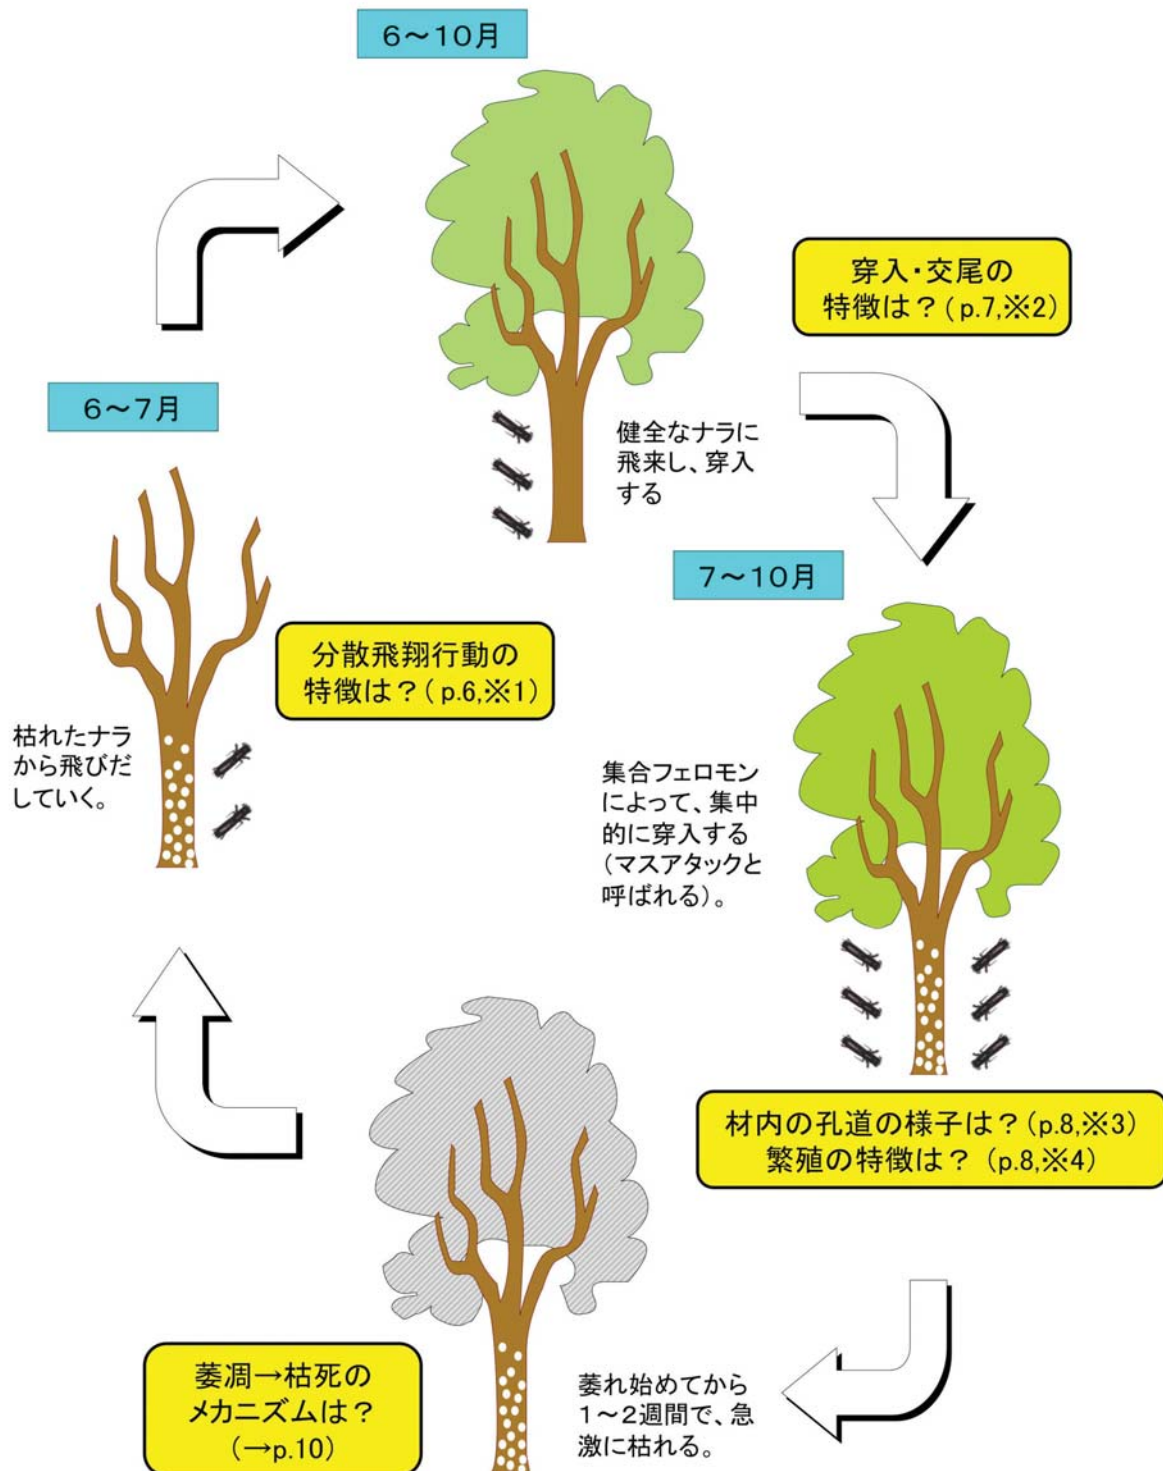 6～10月
穿入・交尾の
特徴は？(p.7,※2)
6～7月
健全なナラに
飛来し、穿入
する
7～10月
分散飛翔行動の
特徴は？(p.6,※1)
枯れたナラ
から飛びだ
していく。
集合フェロモン
によって、集中
的に穿入する
(マスアタックと
呼ばれる)。
材内の孔道の様子は？(p.8,※3)
繁殖の特徴は？ (p.8,※4)
萎凋→枯死の
メカニズムは？
(→p.10)
萎れ始めてから
1～2週間で、急
激に枯れる。